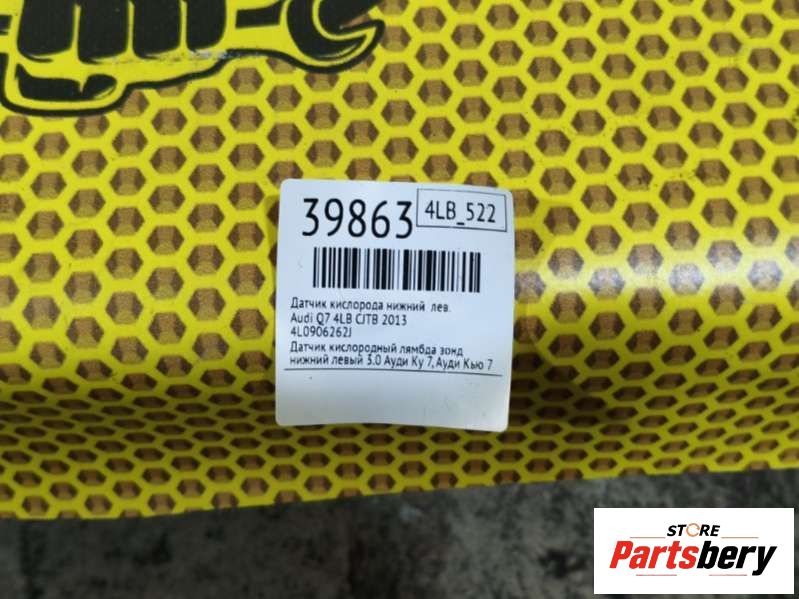 39863
4LB_522
Датчик кислорода нижний лев.
Audi Q7 4LB CJTB 2013
4L0906262J
Датчик кислородный лямбда зонд
нижний левый 3.0 Ауди Ку 7, Ауди Кью 7
STORE
Partsbery